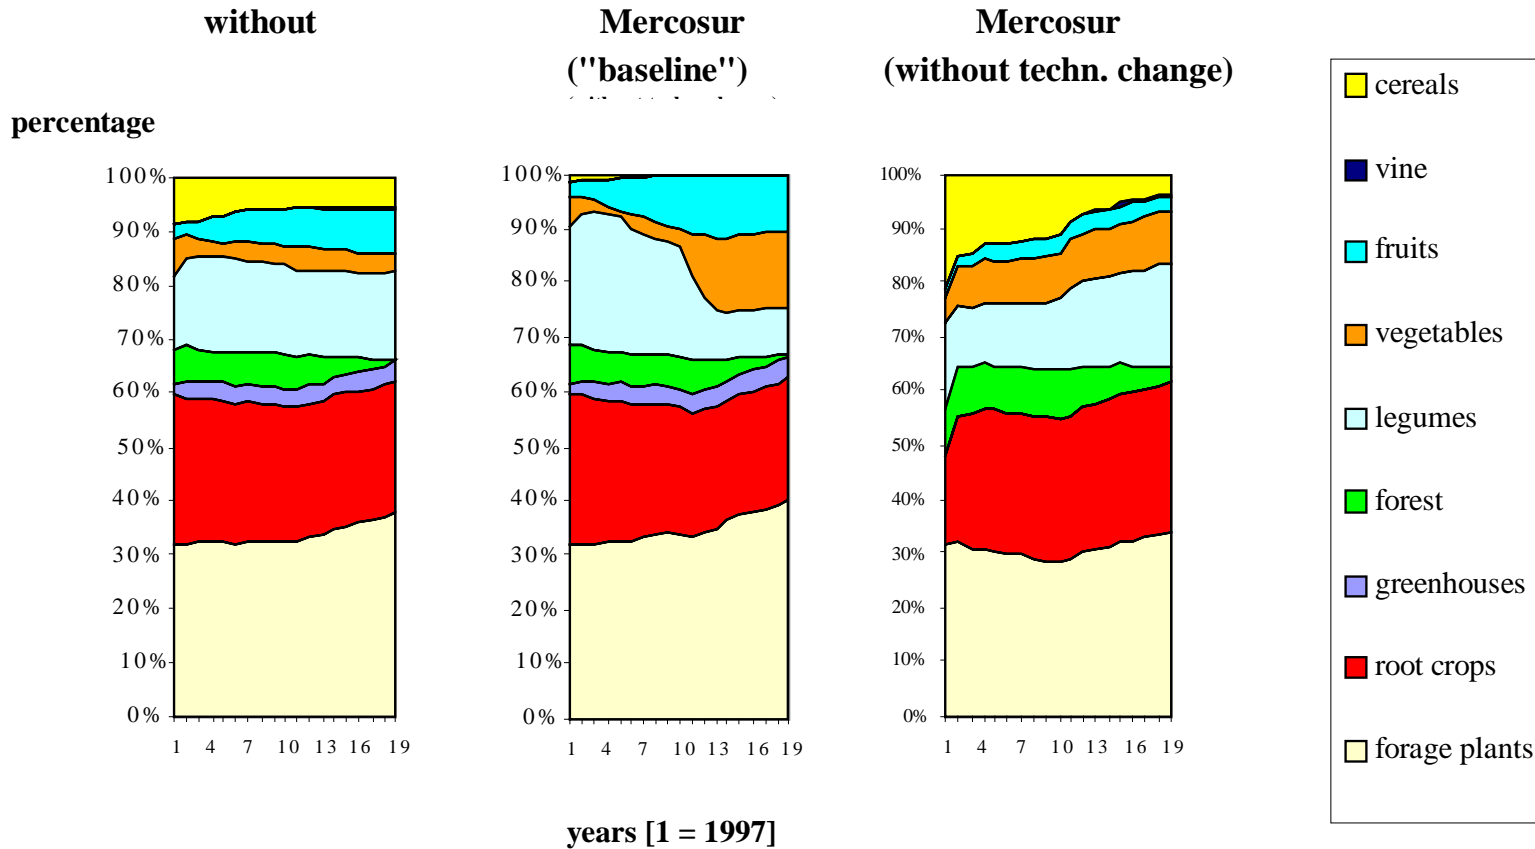 without
Mercosur
("baseline")
Mercosur
(without techn. change)
percentage
100%
90%
80%
70%
60%
50%
40%
30%
20%
10%
0%
1 4 7 10 13 16 19
100%
90%
80%
70%
60%
50%
40%
30%
20%
10%
0%
1 4 7 10 13 16 19
100%
90%
80%
70%
60%
50%
40%
30%
20%
10%
0%
1 4 7 10 13 16 19
years [1 = 1997]
cereals
vine
fruits
vegetables
legumes
forest
greenhouses
root crops
forage plants